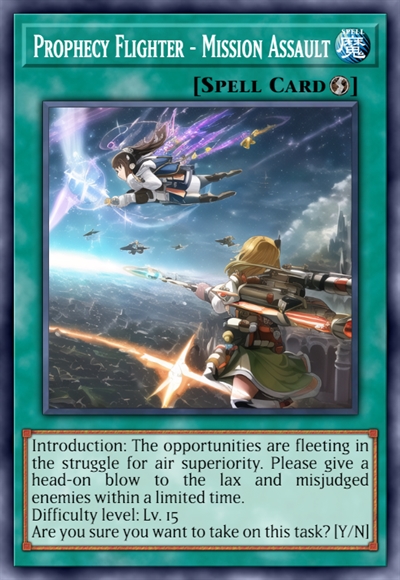 Prophecy Flighter - Mission Assault
SPELL
魔
[Spell Card]
Introduction: The opportunities are fleeting in
the struggle for air superiority. Please give a
head-on blow to the lax and misjudged
enemies within a limited time.
Difficulty level: Lv. 15
Are you sure you want to take on this task? [Y/N]